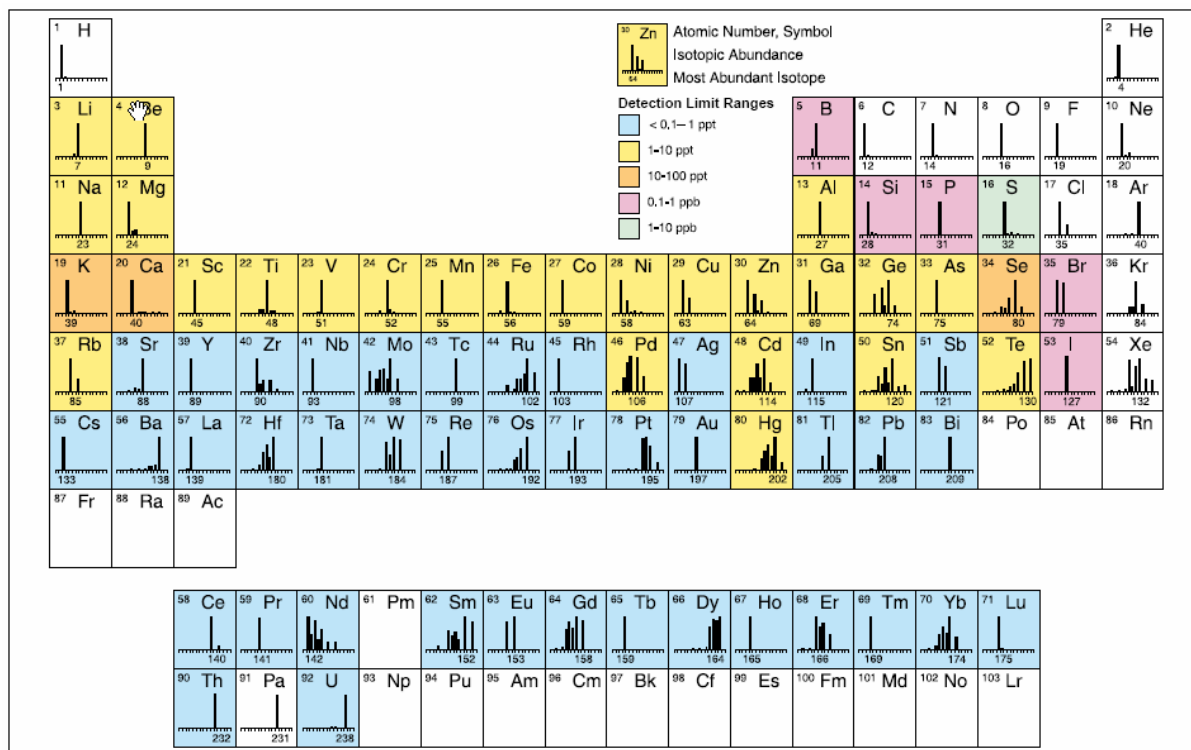 1 H
1
30 Zn
64
Atomic Number, Symbol
Isotopic Abundance
Most Abundant Isotope
2 He
4
Detection Limit Ranges
< 0.1–1 ppt
1-10 ppt
10-100 ppt
0.1-1 ppb
1-10 ppb
3 Li 4 Be 5 B 6 C 7 N 8 O 9 F 10 Ne
7 9 11 12 14 16 19 20
11 Na 12 Mg 13 Al 14 Si 15 P 16 S 17 Cl 18 Ar
23 24 27 28 31 32 35 40
19 K 20 Ca 21 Sc 22 Ti 23 V 24 Cr 25 Mn 26 Fe 27 Co 28 Ni 29 Cu 30 Zn 31 Ga 32 Ge 33 As 34 Se 35 Br 36 Kr
39 40 45 48 51 52 55 56 59 58 63 64 69 74 75 80 79 84
37 Rb 38 Sr 39 Y 40 Zr 41 Nb 42 Mo 43 Tc 44 Ru 45 Rh 46 Pd 47 Ag 48 Cd 49 In 50 Sn 51 Sb 52 Te 53 I 54 Xe
85 88 89 90 93 98 99 102 103 106 107 114 115 120 121 130 127 132
55 Cs 56 Ba 57 La 72 Hf 73 Ta 74 W 75 Re 76 Os 77 Ir 78 Pt 79 Au 80 Hg 81 Tl 82 Pb 83 Bi 84 Po 85 At 86 Rn
133 138 139 180 181 184 187 192 193 195 197 202 205 208 209
87 Fr 88 Ra 89 Ac
58 Ce 59 Pr 60 Nd 61 Pm 62 Sm 63 Eu 64 Gd 65 Tb 66 Dy 67 Ho 68 Er 69 Tm 70 Yb 71 Lu
140 141 142 152 153 158 159 164 165 166 169 174 175
90 Th 91 Pa 92 U 93 Np 94 Pu 95 Am 96 Cm 97 Bk 98 Cf 99 Es 100 Fm 101 Md 102 No 103 Lr
232 231 238